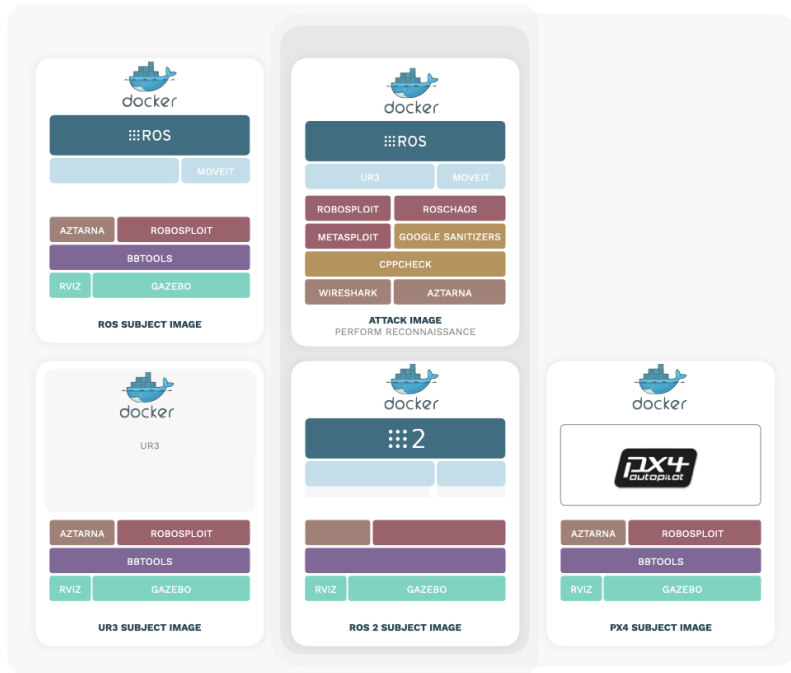 docker
ROS
MOVEIT
AZTARNA ROBOSPLOIT
BBTOOLS
RVIZ GAZEBO
ROS SUBJECT IMAGE
docker
ROS
UR3 MOVEIT
ROBOSPLOIT ROSCHAOS
METASPLOIT GOOGLE SANITIZERS
CPPCHECK
WIRESHARK AZTARNA
ATTACK IMAGE
PERFORM RECONNAISSANCE
docker
UR3
AZTARNA ROBOSPLOIT
BBTOOLS
RVIZ GAZEBO
UR3 SUBJECT IMAGE
docker
2
RVIZ GAZEBO
ROS 2 SUBJECT IMAGE
docker
px4
autopilot
AZTARNA ROBOSPLOIT
BBTOOLS
RVIZ GAZEBO
PX4 SUBJECT IMAGE